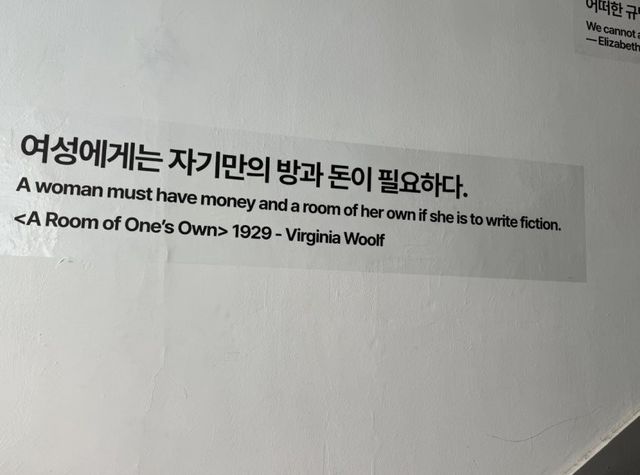 여성에게는 자기만의 방과 돈이 필요하다.
A woman must have money and a room of her own if she is to write fiction.
<A Room of One's Own> 1929 - Virginia Woolf
어떠한
We cannot
— Elizabeth